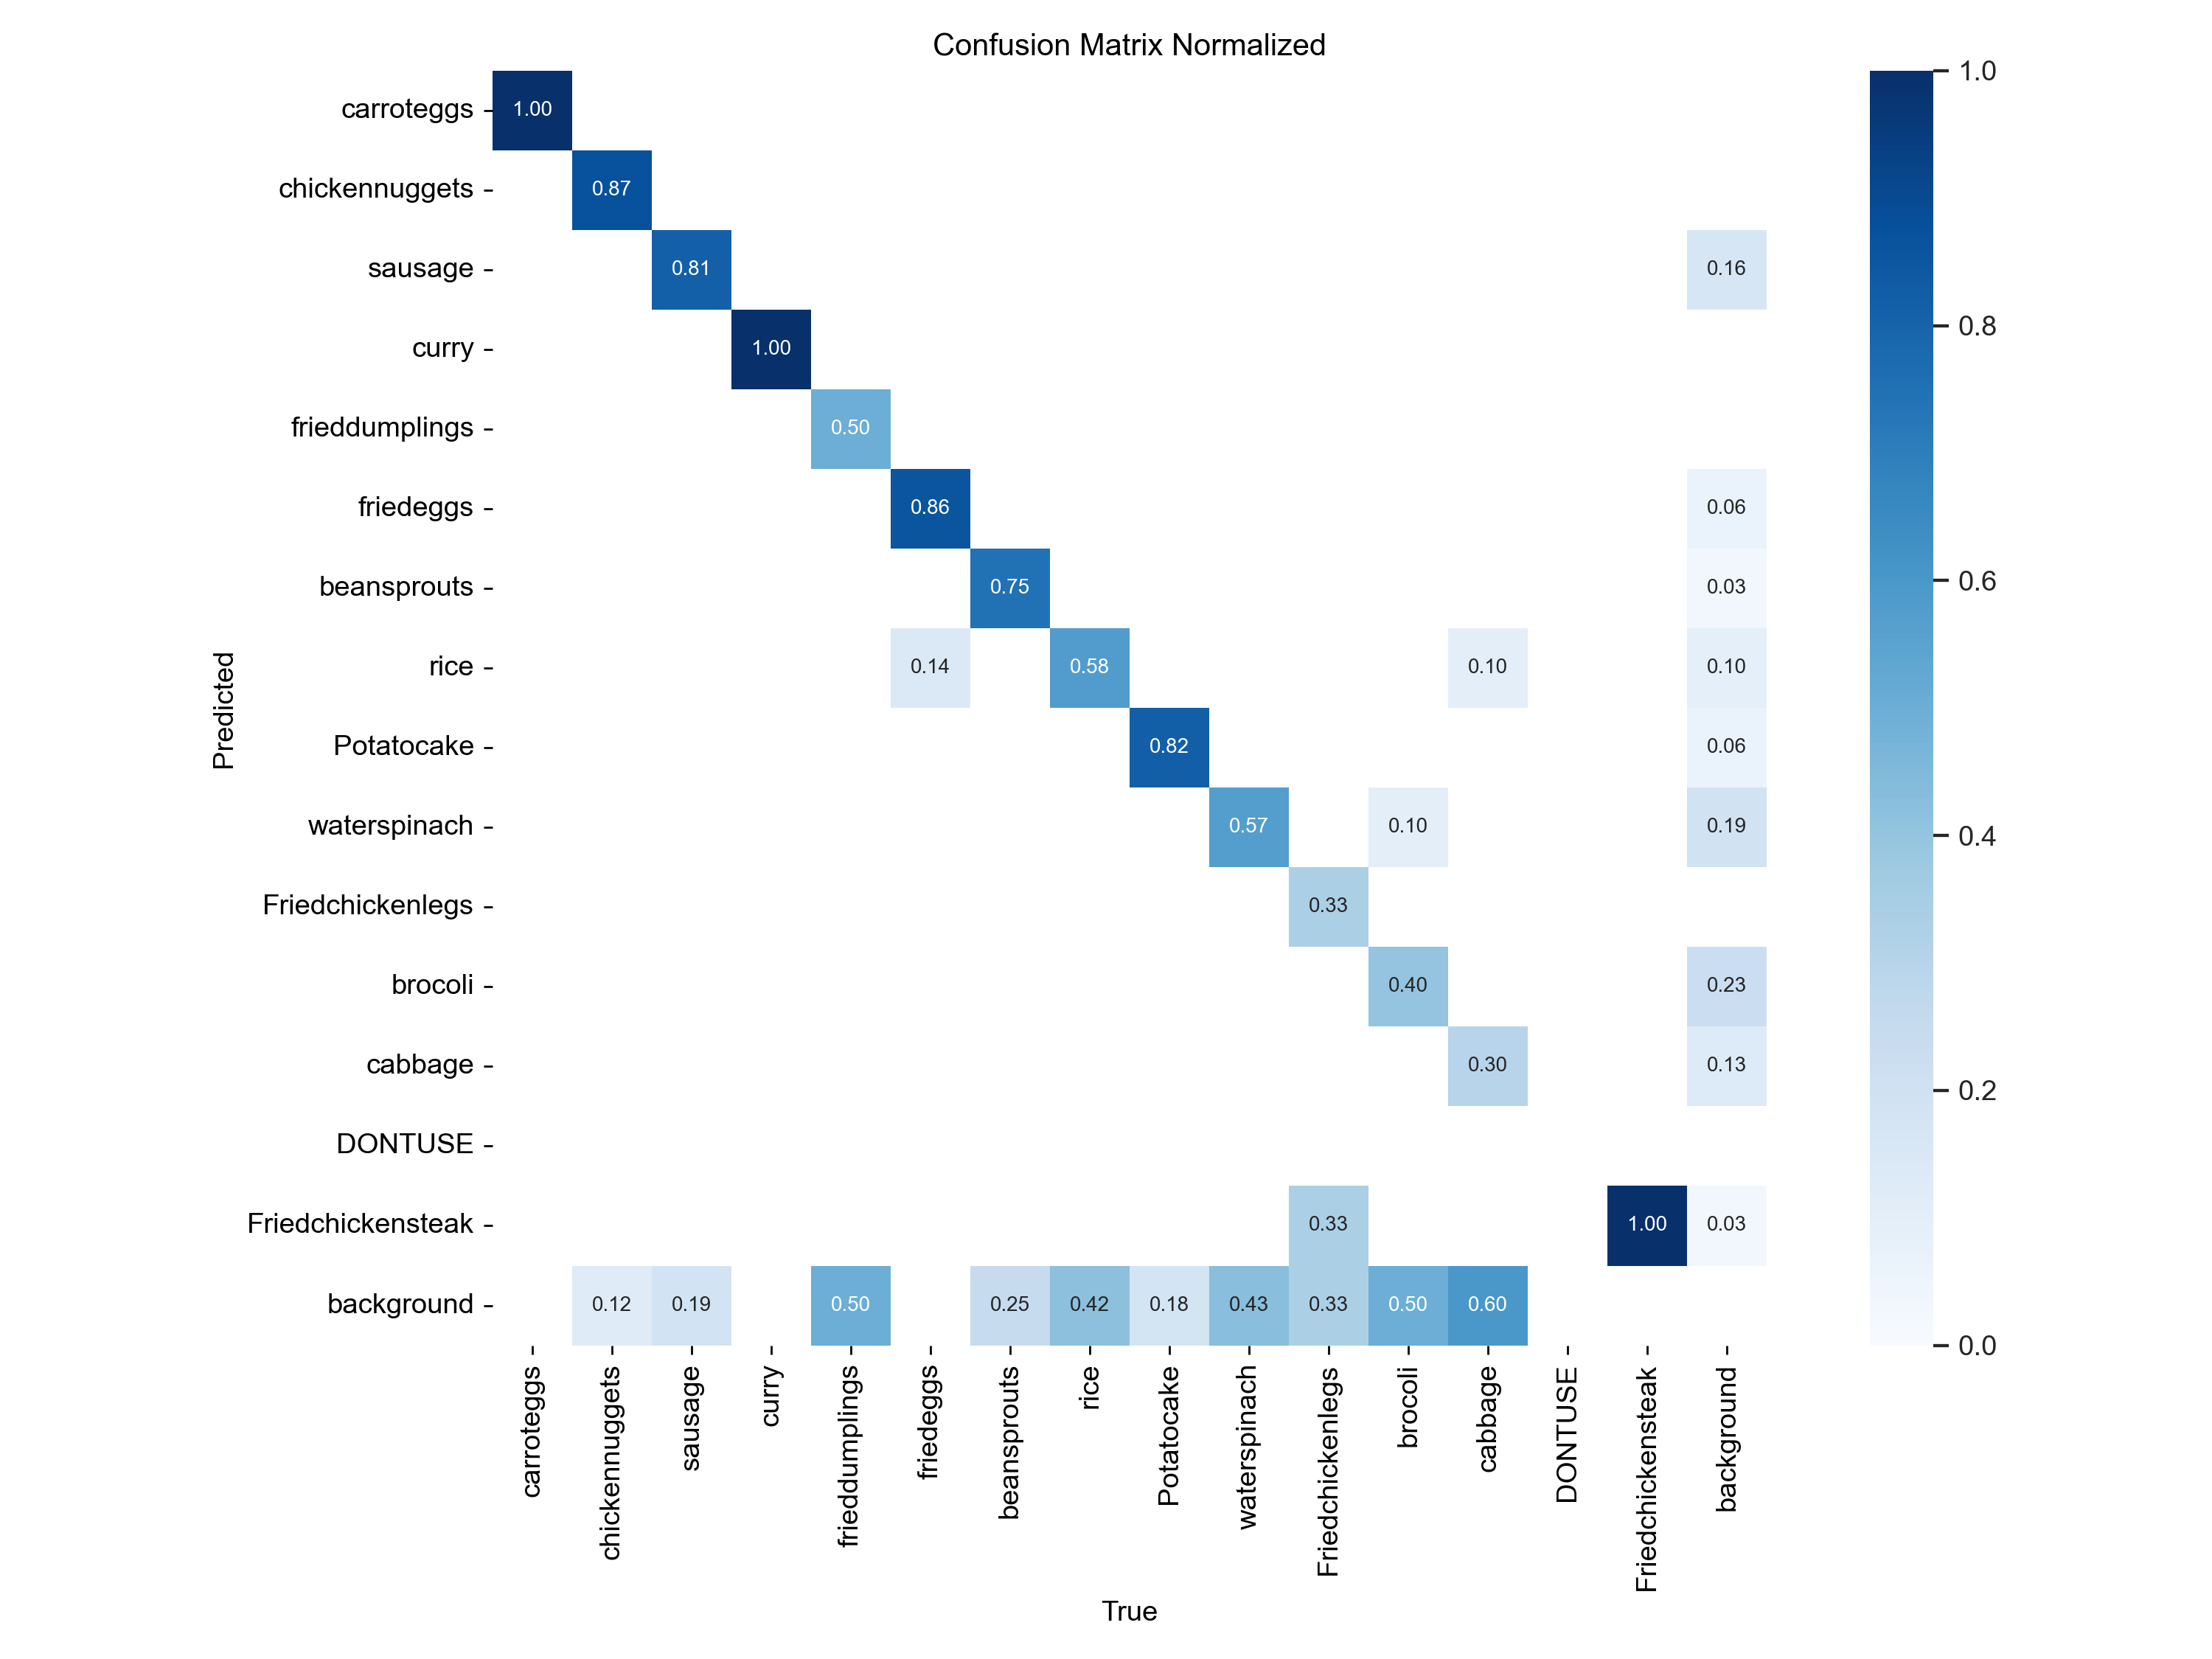 Confusion Matrix Normalized
carroteggs 1.00
chickennuggets 0.87
sausage 0.81 0.16
curry 1.00
frieddumplings 0.50
friedeggs 0.86 0.06
beansprouts 0.75 0.03
rice 0.14 0.58 0.10 0.10
Potatocake 0.82 0.06
waterspinach 0.57 0.10 0.19
Friedchickenlegs 0.33
brocoli 0.40 0.23
cabbage 0.30 0.13
DONTUSE
Friedchickensteak 0.33 1.00 0.03
background 0.12 0.19 0.50 0.25 0.42 0.18 0.43 0.33 0.50 0.60
Predicted
carroteggs
chickennuggets
sausage
curry
frieddumplings
friedeggs
beansprouts
rice
Potatocake
waterspinach
Friedchickenlegs
brocoli
cabbage
DONTUSE
Friedchickensteak
background
True
1.0
0.8
0.6
0.4
0.2
0.0